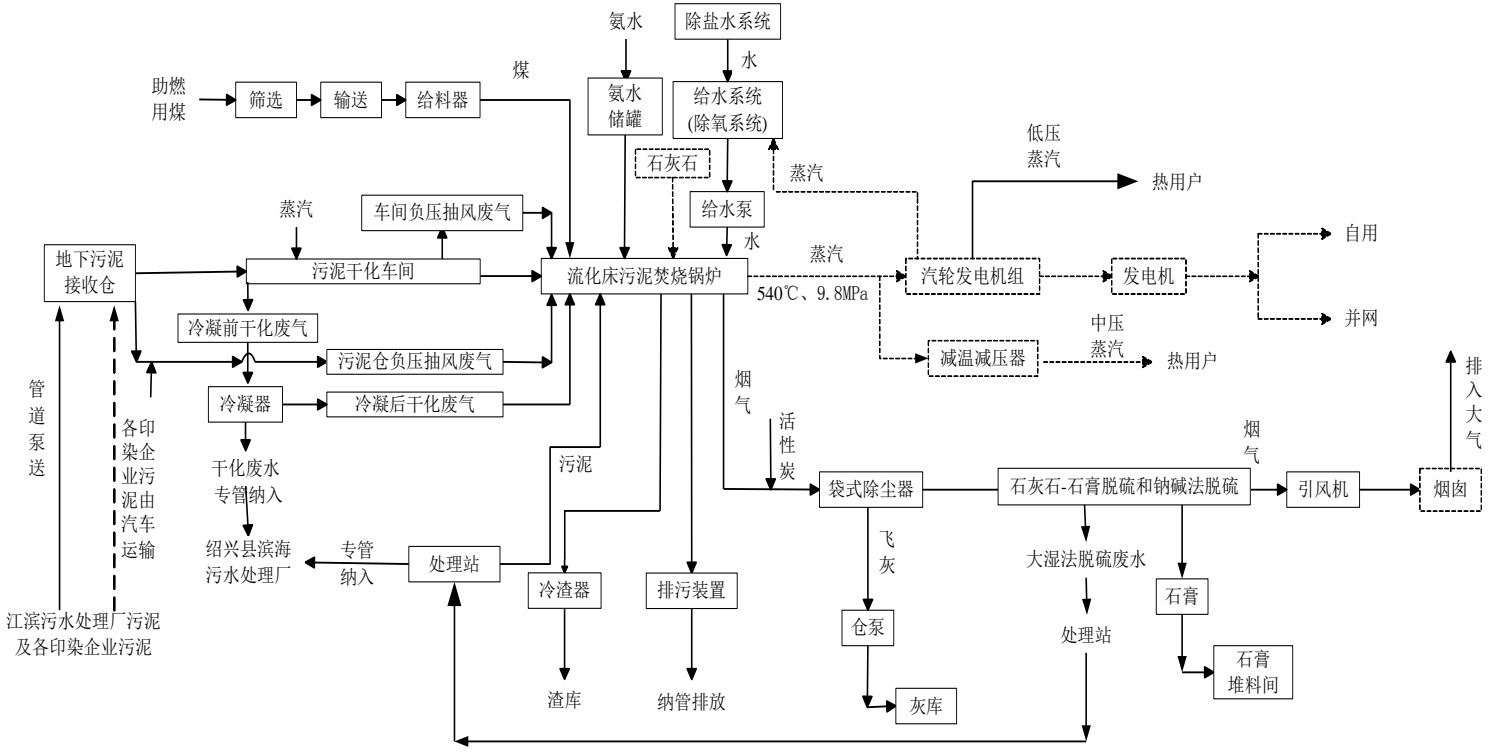 氨水
除盐水系统
水
煤
助燃
用煤
筛选
输送
给料器
氨水
储罐
给水系统
(除氧系统)
低压
蒸汽
石灰石
蒸汽
热用户
蒸汽
车间负压抽风废气
给水泵
水
自用
地下污泥
接收仓
污泥干化车间
流化床污泥焚烧锅炉
蒸汽
540℃、9.8MPa
汽轮发电机组
发电机
冷凝前干化废气
中压
蒸汽
并网
污泥仓负压抽风废气
减温减压器
热用户
管道泵送
冷凝器
冷凝后干化废气
烟气
排入大气
各印
染企
业污
泥由
汽车
运输
活性炭
烟气
干化废水
专管纳入
污泥
袋式除尘器
石灰石-石膏脱硫和钠碱法脱硫
引风机
烟囱
绍兴县滨海
污水处理厂
专管
纳入
处理站
飞灰
大湿法脱硫废水
冷渣器
排污装置
石膏
江滨污水处理厂污泥
及各印染企业污泥
仓泵
处理站
石膏
堆料间
渣库
纳管排放
灰库